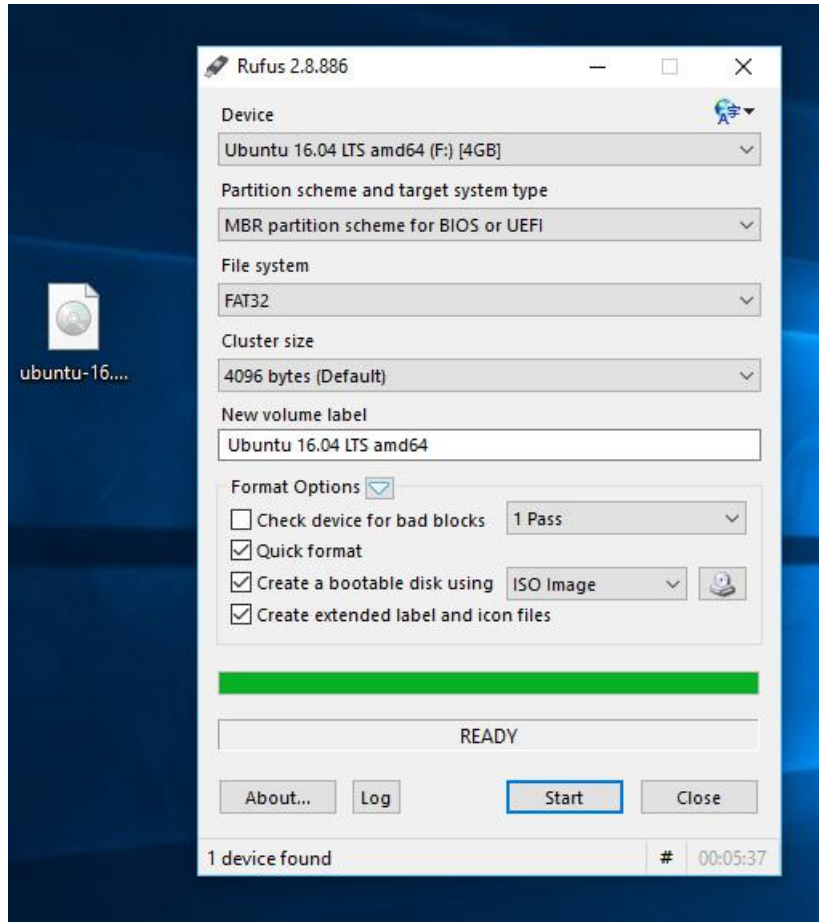 Rufus 2.8.886
Device
Ubuntu 16.04 LTS amd64 (F:) [4GB]
Partition scheme and target system type
MBR partition scheme for BIOS or UEFI
File system
FAT32
Cluster size
4096 bytes (Default)
New volume label
Ubuntu 16.04 LTS amd64
Format Options
Check device for bad blocks 1 Pass
Quick format
Create a bootable disk using ISO Image
Create extended label and icon files
READY
About... Log Start Close
1 device found # 00:05:37
ubuntu-16....